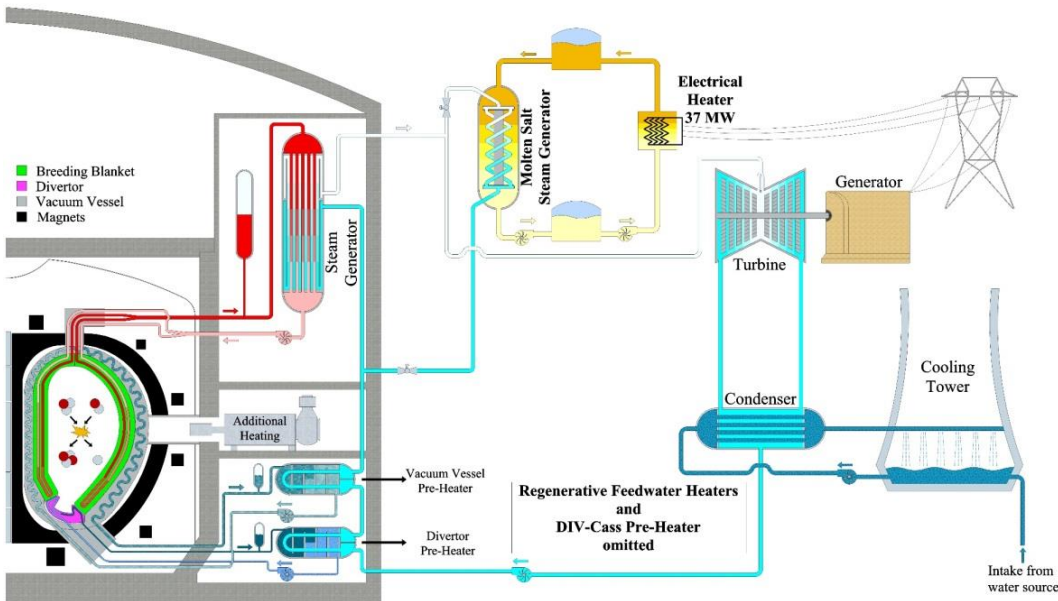 Breeding Blanket
Divertor
Vacuum Vessel
Magnets
Steam
Generator
Molten Salt
Steam Generator
Electrical
Heater
37 MW
Turbine
Generator
Condenser
Cooling
Tower
Additional
Heating
Vacuum Vessel
Pre-Heater
Divertor
Pre-Heater
Regenerative Feedwater Heaters
and
DIV-Cass Pre-Heater
omitted
Intake from
water source